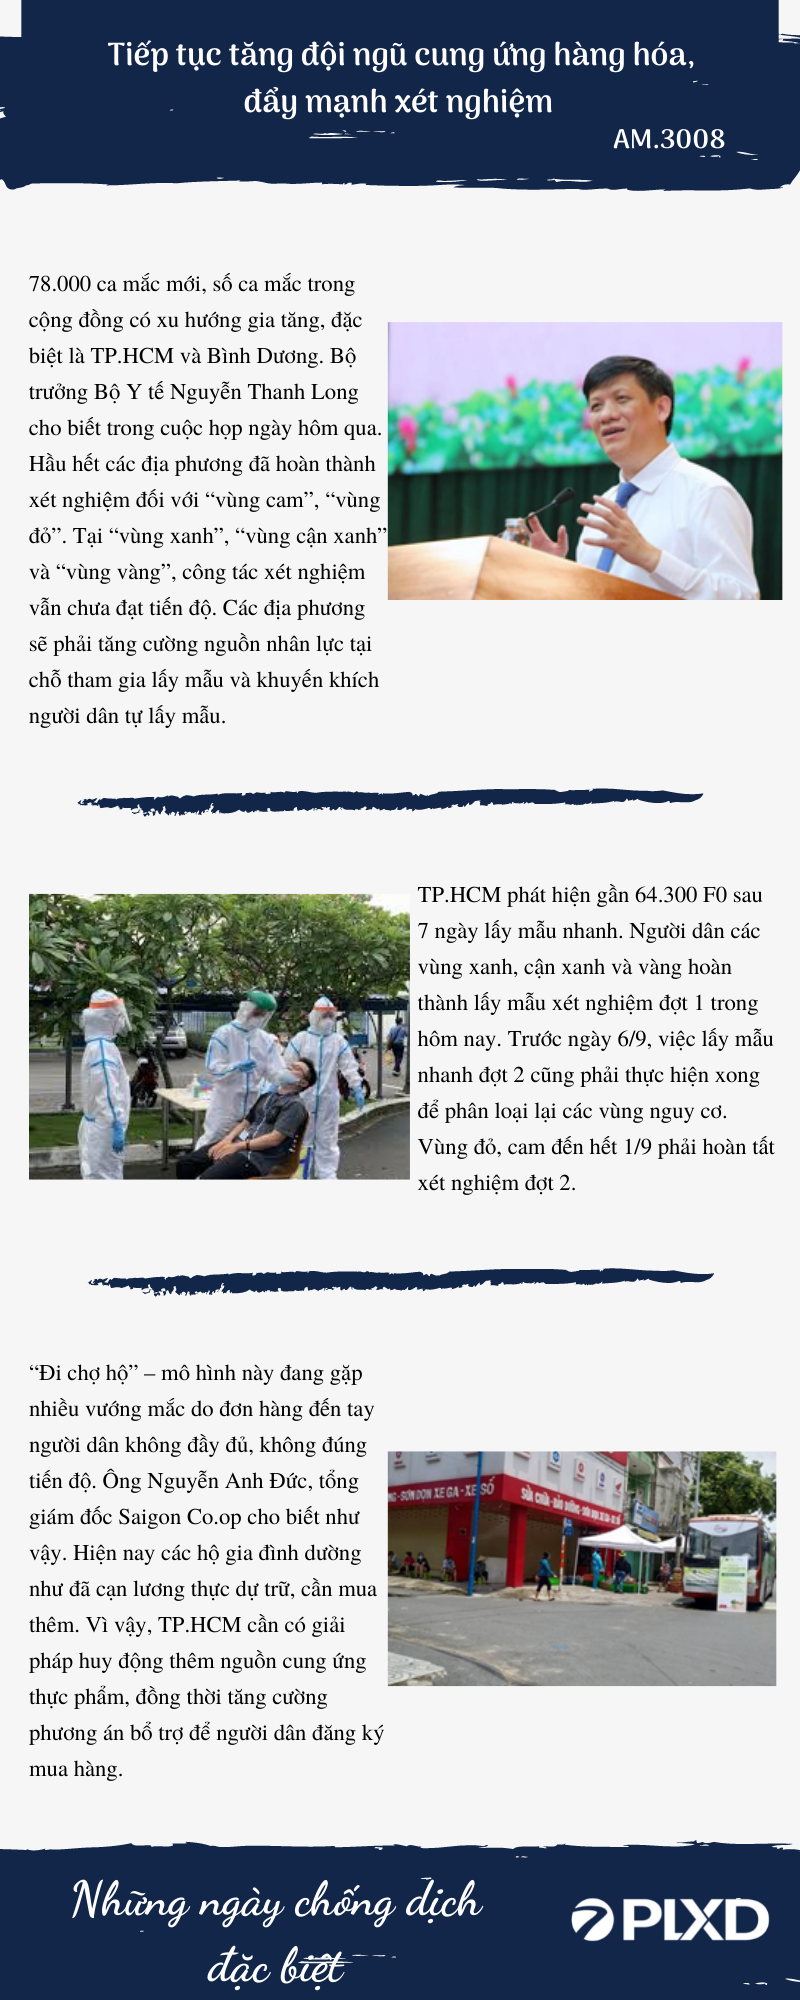 Tiếp tục tăng đội ngũ cung ứng hàng hóa,
đẩy mạnh xét nghiệm
AM.3008
78.000 ca mắc mới, số ca mắc trong
cộng đồng có xu hướng gia tăng, đặc
biệt là TP.HCM và Bình Dương. Bộ
trưởng Bộ Y tế Nguyễn Thanh Long
cho biết trong cuộc họp ngày hôm qua.
Hầu hết các địa phương đã hoàn thành
xét nghiệm đối với “vùng cam”, “vùng
đỏ”. Tại “vùng xanh”, “vùng cận xanh”
và “vùng vàng”, công tác xét nghiệm
vẫn chưa đạt tiến độ. Các địa phương
sẽ phải tăng cường nguồn nhân lực tại
chỗ tham gia lấy mẫu và khuyến khích
người dân tự lấy mẫu.
TP.HCM phát hiện gần 64.300 F0 sau
7 ngày lấy mẫu nhanh. Người dân các
vùng xanh, cận xanh và vàng hoàn
thành lấy mẫu xét nghiệm đợt 1 trong
hôm nay. Trước ngày 6/9, việc lấy mẫu
nhanh đợt 2 cũng phải thực hiện xong
để phân loại lại các vùng nguy cơ.
Vùng đỏ, cam đến hết 1/9 phải hoàn tất
xét nghiệm đợt 2.
“Đi chợ hộ” – mô hình này đang gặp
nhiều vướng mắc do đơn hàng đến tay
người dân không đầy đủ, không đúng
tiến độ. Ông Nguyễn Anh Đức, tổng
giám đốc Saigon Co.op cho biết như
vậy. Hiện nay các hộ gia đình dường
như đã cạn lương thực dự trữ, cần mua
thêm. Vì vậy, TP.HCM cần có giải
pháp huy động thêm nguồn cung ứng
thực phẩm, đồng thời tăng cường
phương án bổ trợ để người dân đăng ký
mua hàng.
SƠN DỌN XE GA - XE SỐ
SỬA CHỮA - BẢO DƯỠNG
Những ngày chống dịch
đặc biệt
PLXD